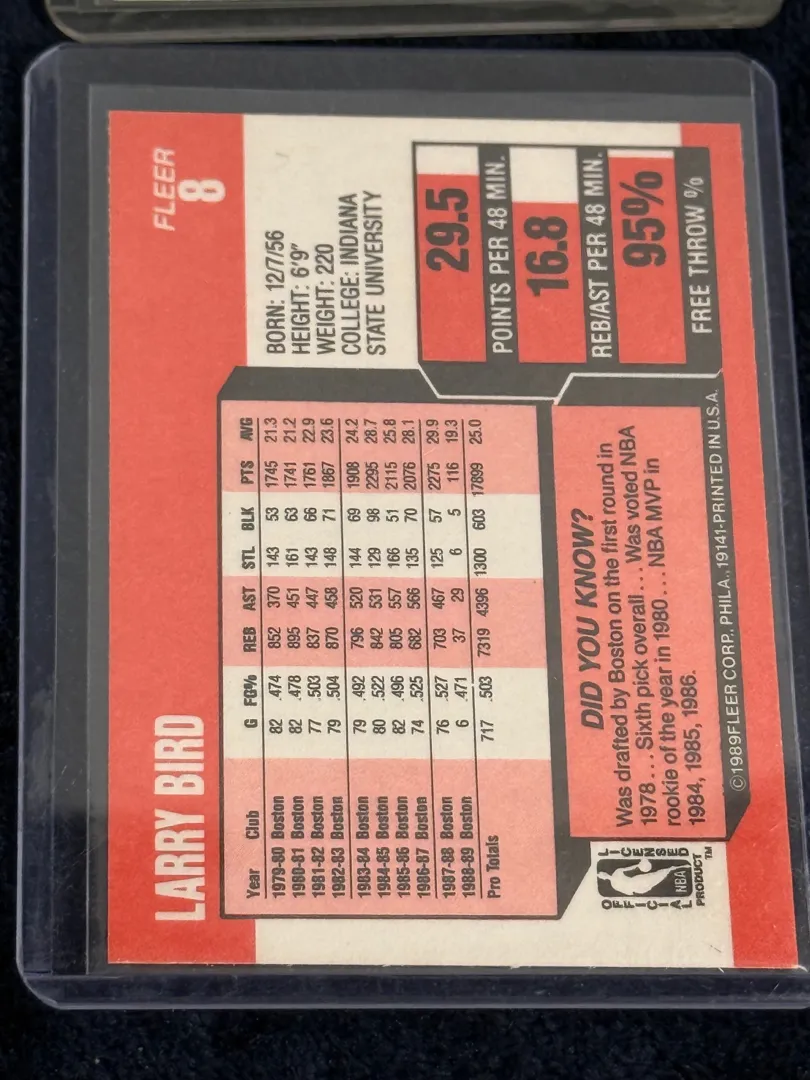 LARRY BIRD
FLEER
8
BORN: 12/7/56
HEIGHT: 6'9"
WEIGHT: 220
COLLEGE: INDIANA
STATE UNIVERSITY
Year Club G FG% REB AST STL BLK PTS AVG
1979-80 Boston 82 .474 852 370 143 53 1745 21.3
1980-81 Boston 82 .478 895 451 161 63 1741 21.2
1981-82 Boston 77 .503 837 447 143 66 1761 22.9
1982-83 Boston 79 .504 870 458 148 71 1867 23.6
1983-84 Boston 79 .492 796 520 144 69 1908 24.2
1984-85 Boston 80 .522 842 531 129 98 2295 28.7
1985-86 Boston 82 .496 805 557 166 51 2115 25.8
1986-87 Boston 74 .525 682 566 135 70 2076 28.1
1987-88 Boston 76 .527 703 467 125 57 2275 29.9
1988-89 Boston 6 .471 37 29 6 5 116 19.3
Pro Totals 717 .503 7319 4396 1300 603 17899 25.0
29.5
POINTS PER 48 MIN.
16.8
REB/AST PER 48 MIN.
95%
FREE THROW %
DID YOU KNOW?
Was drafted by Boston on the first round in
1978 . . . Sixth pick overall . . . Was voted NBA
rookie of the year in 1980 . . . NBA MVP in
1984, 1985, 1986.
OFFICIAL LICENSED
NBA
PRODUCT™
©1989 FLEER CORP., PHILA., 19141-PRINTED IN U.S.A.